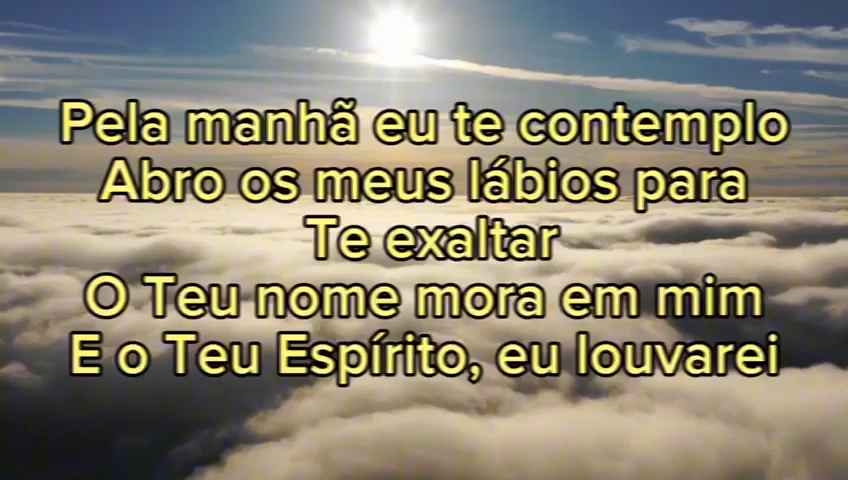 Pela manhã eu te contemplo
Abro os meus lábios para
Te exaltar
O Teu nome mora em mim
E o Teu Espírito, eu louvarei